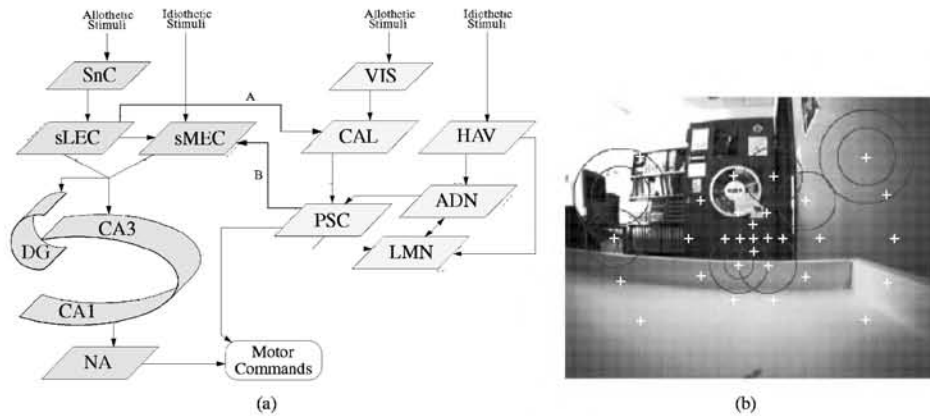 Allothetic
Stimuli
Idiothetic
Stimuli
Allothetic
Stimuli
Idiothetic
Stimuli
SnC
VIS
A
sLEC
sMEC
CAL
HAV
B
ADN
PSC
CA3
DG
LMN
CA1
NA
Motor
Commands
(a)
(b)